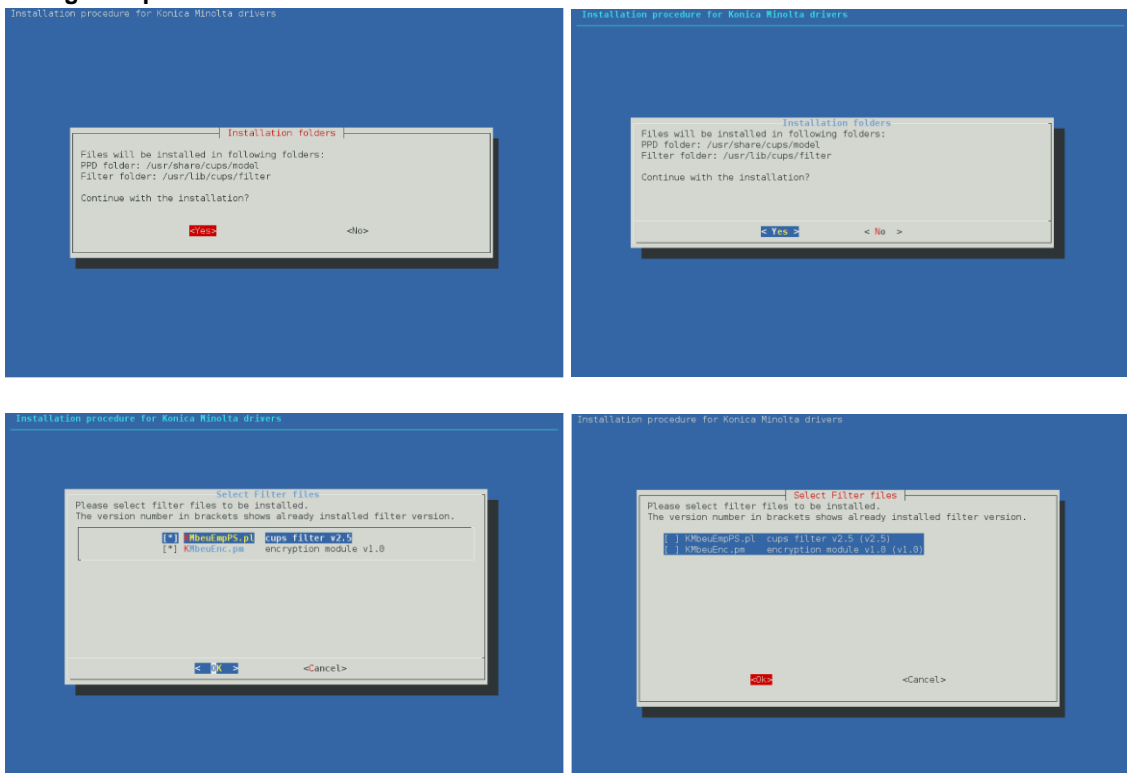 Installation procedure for Konica Minolta drivers
Installation folders
Files will be installed in following folders:
PPD folder: /usr/share/cups/model
Filter folder: /usr/lib/cups/filter
Continue with the installation?
<Yes> <No>
Installation procedure for Konica Minolta drivers
Installation folders
Files will be installed in following folders:
PPD folder: /usr/share/cups/model
Filter folder: /usr/lib/cups/filter
Continue with the installation?
< Yes > < No >
Installation procedure for Konica Minolta drivers
Select Filter files
Please select filter files to be installed.
The version number in brackets shows already installed filter version.
[*] KMbeuEmpPS.pl cups filter v2.5
[*] KMbeuEnc.pm encryption module v1.0
< OK > <Cancel>
Installation procedure for Konica Minolta drivers
Select Filter files
Please select filter files to be installed.
The version number in brackets shows already installed filter version.
[ ] KMbeuEmpPS.pl cups filter v2.5 (v2.5)
[ ] KMbeuEnc.pm encryption module v1.0 (v1.0)
<Ok> <Cancel>